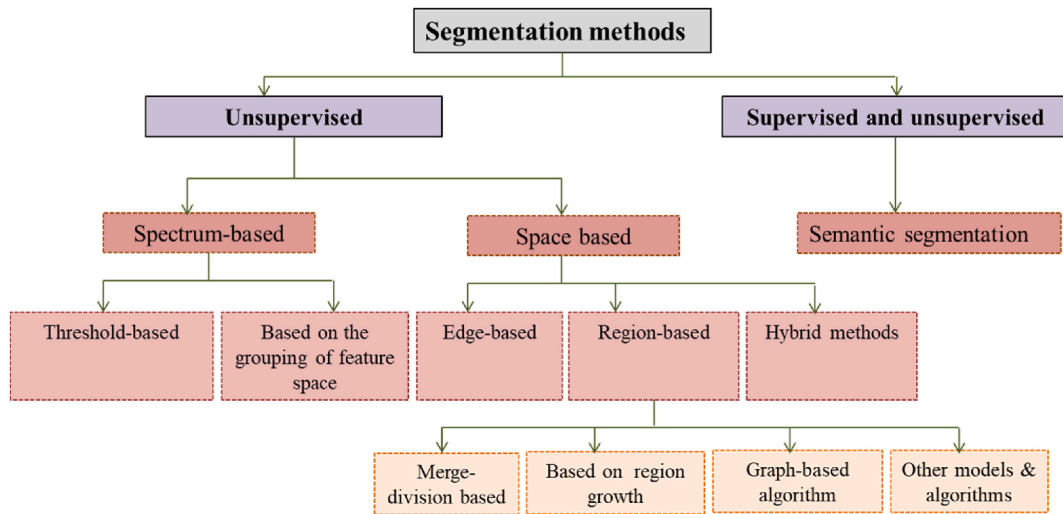 Segmentation methods
Unsupervised
Supervised and unsupervised
Spectrum-based
Space based
Semantic segmentation
Threshold-based
Based on the
grouping of feature
space
Edge-based
Region-based
Hybrid methods
Merge-
division based
Based on region
growth
Graph-based
algorithm
Other models &
algorithms